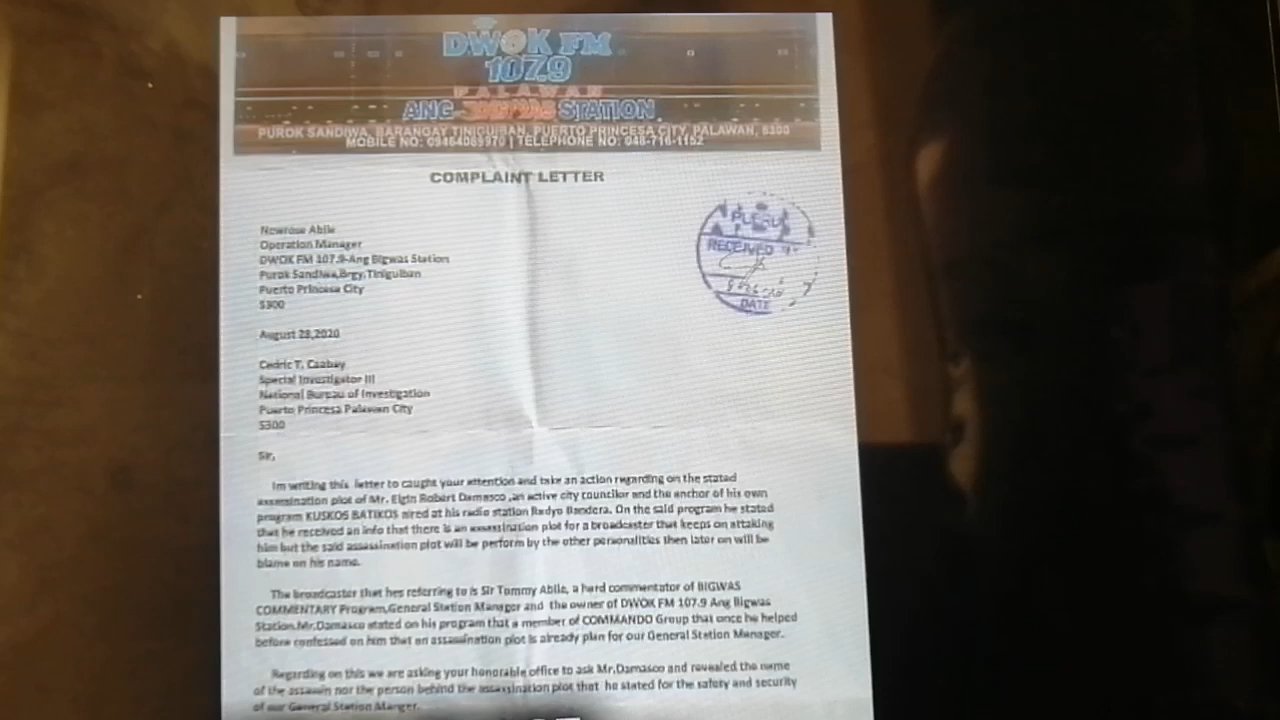 DWOK FM
107.9
PALAWAN
ANG BIGWAS STATION
PUROK SANDIWA, BARANGAY TINIGUIBAN, PUERTO PRINCESA CITY, PALAWAN, 5300
MOBILE NO: 09464089970 | TELEPHONE NO: 048-716-1152
COMPLAINT LETTER
RECEIVED
DATE
Newrose Abile
Operation Manager
DWOK FM 107.9-Ang Bigwas Station
Purok Sandiwa,Brgy.Tiniguiban
Puerto Princesa City
5300
August 28,2020
Cedric T. Caabay
Special Investigator III
National Bureau of Investigation
Puerto Princesa Palawan City
5300
Sir,
Im writing this letter to caught your attention and take an action regarding on the stated
assassination plot of Mr. Elgin Robert Damasco ,an active city councilor and the anchor of his own
program KUSKOS BATIKOS aired at his radio station Radyo Bandera. On the said program he stated
that he received an info that there is an assassination plot for a broadcaster that keeps on attaking
him but the said assassination plot will be perform by the other personalities then later on will be
blame on his name.
The broadcaster that hes referring to is Sir Tommy Abile, a hard commentator of BIGWAS
COMMENTARY Program,General Station Manager and the owner of DWOK FM 107.9 Ang Bigwas
Station.Mr.Damasco stated on his program that a member of COMMANDO Group that once he helped
before confessed on him that an assassination plot is already plan for our General Station Manager.
Regarding on this we are asking your honorable office to ask Mr.Damasco and revealed the name
of the assassin nor the person behind the assassination plot that he stated for the safety and security
of our General Station Manger.